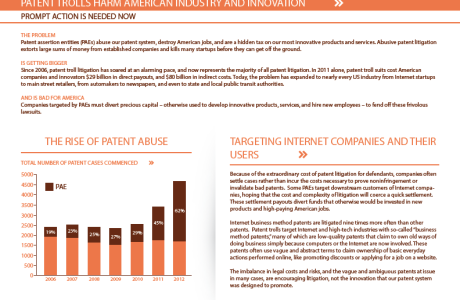 PATENT TROLLS HARM AMERICAN INDUSTRY AND INNOVATION »
PROMPT ACTION IS NEEDED NOW
THE PROBLEM
Patent assertion entities (PAEs) abuse our patent system, destroy American jobs, and are a hidden tax on our most innovative products and services. Abusive patent litigation
extorts large sums of money from established companies and kills many startups before they can get off the ground.
IS GETTING BIGGER
Since 2006, patent troll litigation has soared at an alarming pace, and now represents the majority of all patent litigation. In 2011 alone, patent troll suits cost American
companies and innovators $29 billion in direct payouts, and $80 billion in indirect costs. Today, the problem has expanded to nearly every US industry from Internet startups
to main street retailers, from automakers to newspapers, and even to state and local public transit authorities.
AND IS BAD FOR AMERICA
Companies targeted by PAEs must divert precious capital – otherwise used to develop innovative products, services, and hire new employees – to fend off these frivolous
lawsuits.
THE RISE OF PATENT ABUSE
TOTAL NUMBER OF PATENT CASES COMMENCED »
5000
4500
4000
3500
3000
2500
2000
1500
1000
500
0
PAE
19%
23%
25%
27%
29%
45%
62%
2006
2007
2008
2009
2010
2011
2012
TARGETING INTERNET COMPANIES AND THEIR
USERS »
Because of the extraordinary cost of patent litigation for defendants, companies often
settle cases rather than incur the costs necessary to prove noninfringement or
invalidate bad patents. Some PAEs target downstream customers of Internet compa-
nies, hoping that the cost and complexity of litigation will coerce a quick settlement.
These settlement payouts divert funds that otherwise would be invested in new
products and high-paying American jobs.
Internet business method patents are litigated nine times more often than other
patents. Patent trolls target Internet and high-tech industries with so-called "business
method patents," many of which are low-quality patents that claim to own old ways of
doing business simply because computers or the Internet are now involved. These
patents often use vague and abstract terms to claim ownership of basic everyday
actions performed online, like promoting discounts or applying for a job on a website.
The imbalance in legal costs and risks, and the vague and ambiguous patents at issue
in many cases, are encouraging litigation, not the innovation that our patent system
was designed to promote.